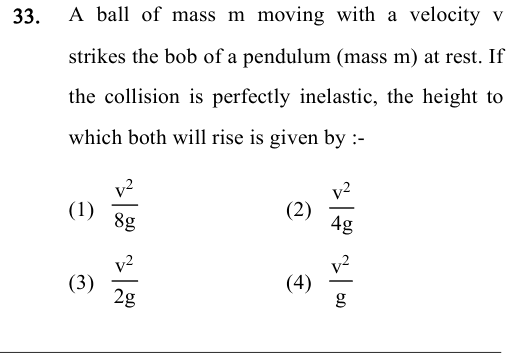 33. A ball of mass m moving with a velocity v
strikes the bob of a pendulum (mass m) at rest. If
the collision is perfectly inelastic, the height to
which both will rise is given by :-
(1) v²/8g (2) v²/4g
(3) v²/2g (4) v²/g